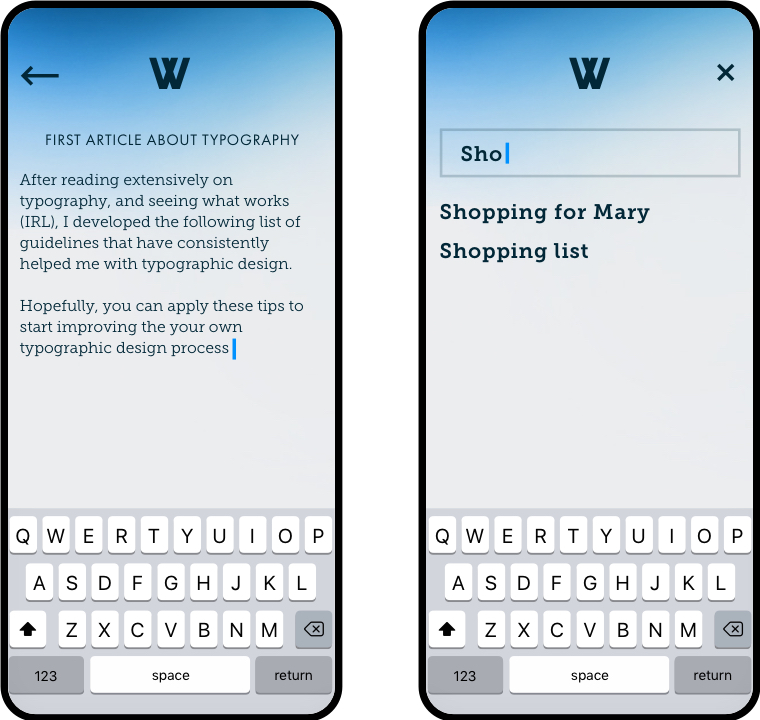 W
FIRST ARTICLE ABOUT TYPOGRAPHY
After reading extensively on
typography, and seeing what works
(IRL), I developed the following list of
guidelines that have consistently
helped me with typographic design.
Hopefully, you can apply these tips to
start improving the your own
typographic design process
Q W E R T Y U I O P
A S D F G H J K L
Z X C V B N M
123 space return
W
Sho
Shopping for Mary
Shopping list
Q W E R T Y U I O P
A S D F G H J K L
Z X C V B N M
123 space return